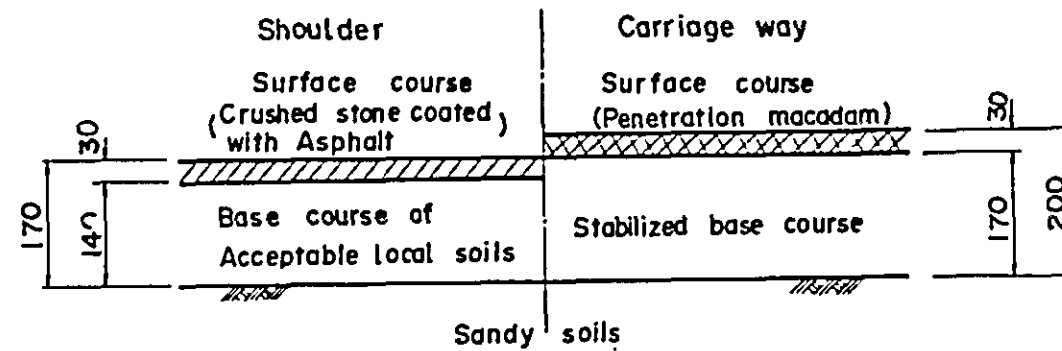 Shoulder
Carriage way
Surface course
(Crushed stone coated)
with Asphalt
Surface course
(Penetration macadam)
30
170
140
30
170
200
Base course of
Acceptable local soils
Stabilized base course
Sandy soils